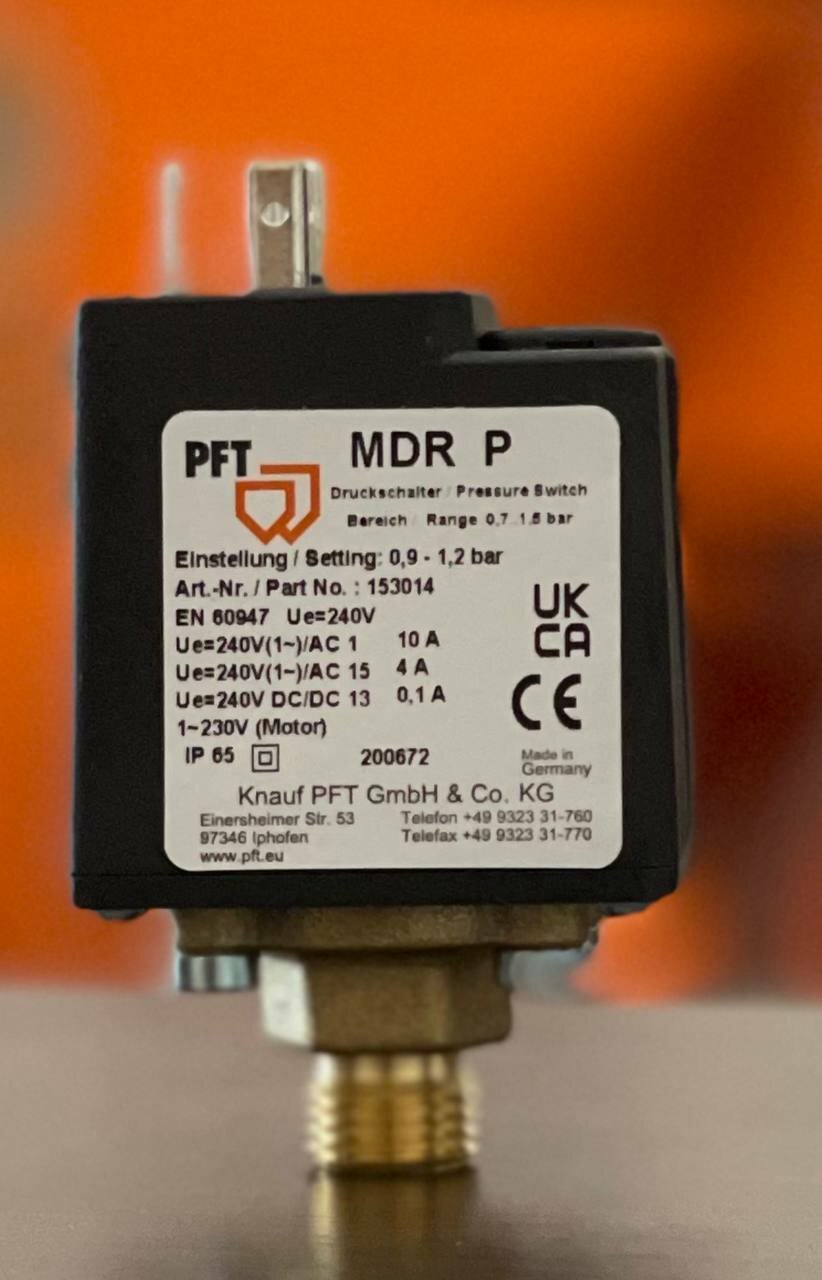 PFT MDR P
Druckschalter / Pressure Switch
Bereich / Range 0,7..1,5 bar
Einstellung / Setting: 0,9 - 1,2 bar
Art.-Nr. / Part No. : 153014
EN 60947 Ue=240V
Ue=240V(1~)/AC 1 10 A
Ue=240V(1~)/AC 15 4 A
Ue=240V DC/DC 13 0,1 A
1~230V (Motor)
UK
CA
CE
IP 65 200672
Made in
Germany
Knauf PFT GmbH & Co. KG
Einersheimer Str. 53 Telefon +49 9323 31-760
97346 Iphofen Telefax +49 9323 31-770
www.pft.eu